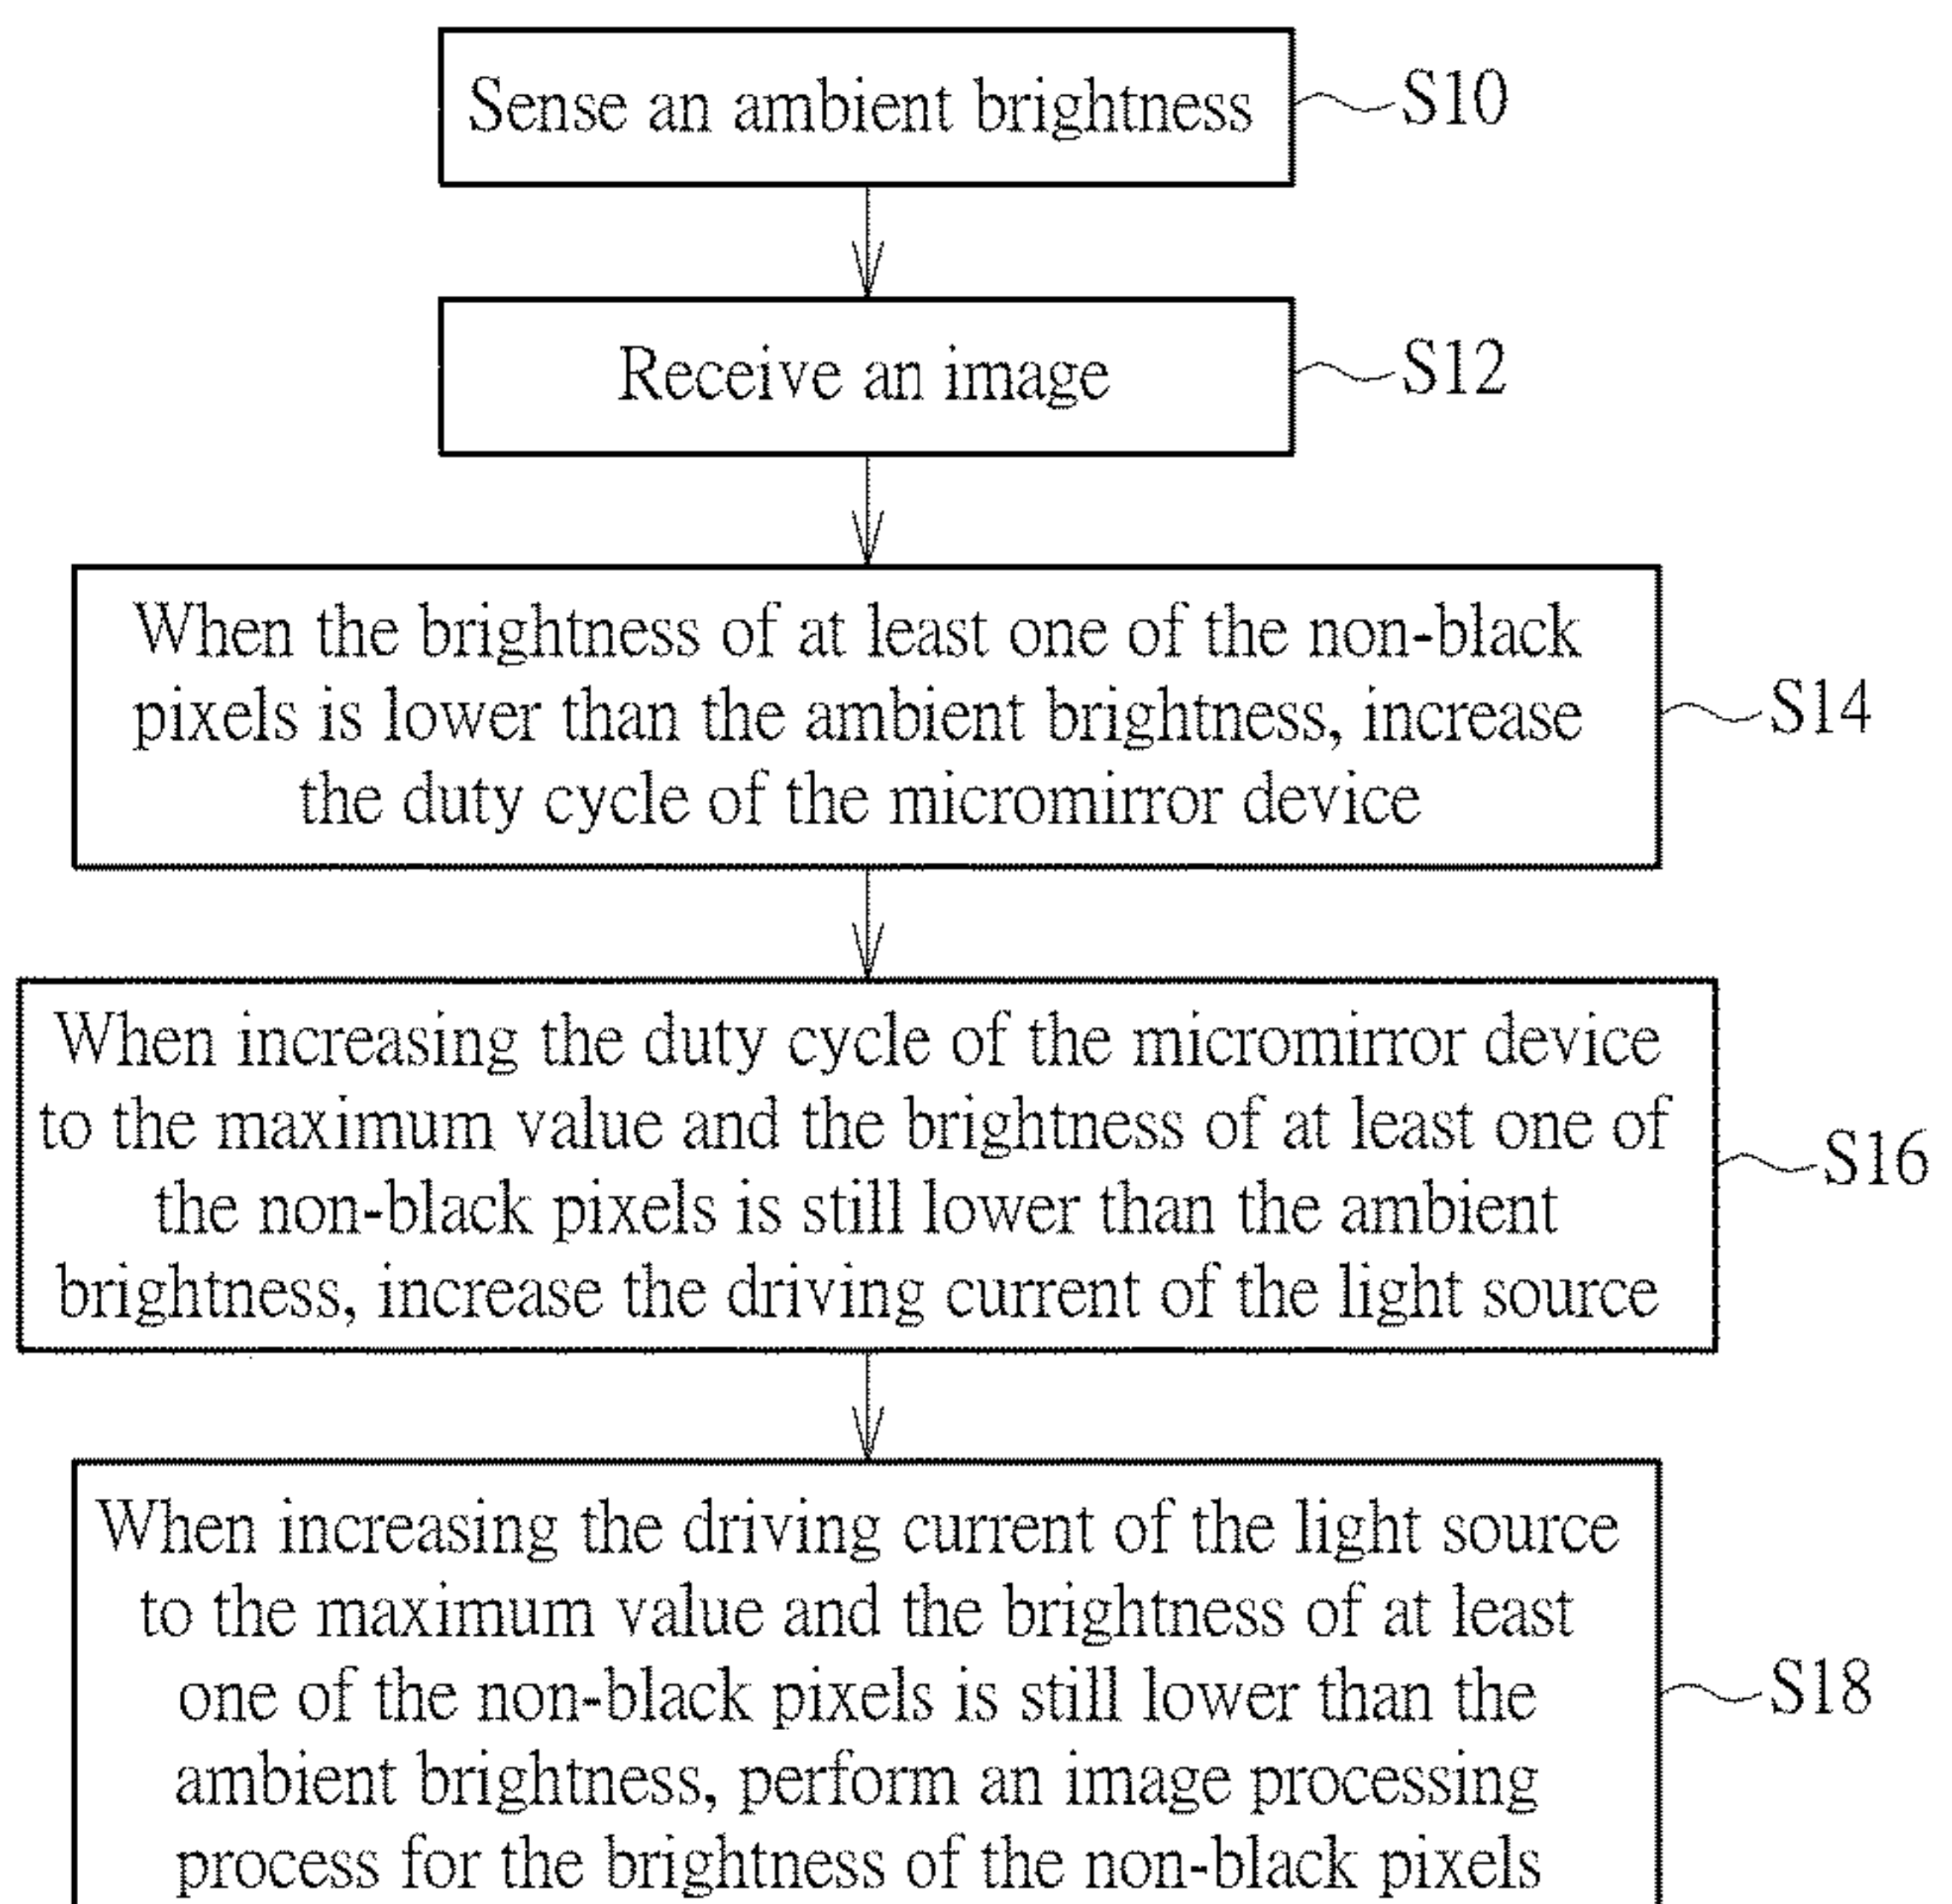 Sense an ambient brightness
S10
Receive an image
S12
When the brightness of at least one of the non-black
pixels is lower than the ambient brightness, increase
the duty cycle of the micromirror device
S14
When increasing the duty cycle of the micromirror device
to the maximum value and the brightness of at least one of
the non-black pixels is still lower than the ambient
brightness, increase the driving current of the light source
S16
When increasing the driving current of the light source
to the maximum value and the brightness of at least
one of the non-black pixels is still lower than the
ambient brightness, perform an image processing
process for the brightness of the non-black pixels
S18